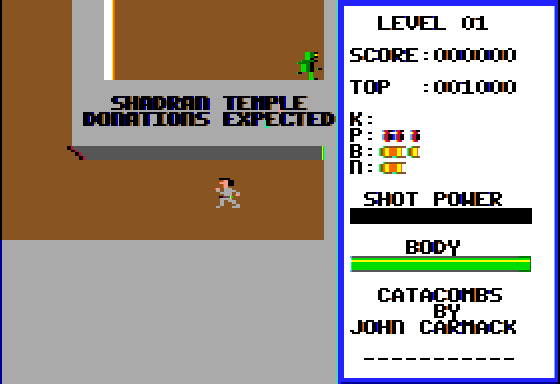 SHADRAN TEMPLE
DONATIONS EXPECTED
LEVEL 01
SCORE:000000
TOP :001000
K:
P:
B:
N:
SHOT POWER
BODY
CATACOMBS
BY
JOHN CARMACK
------------